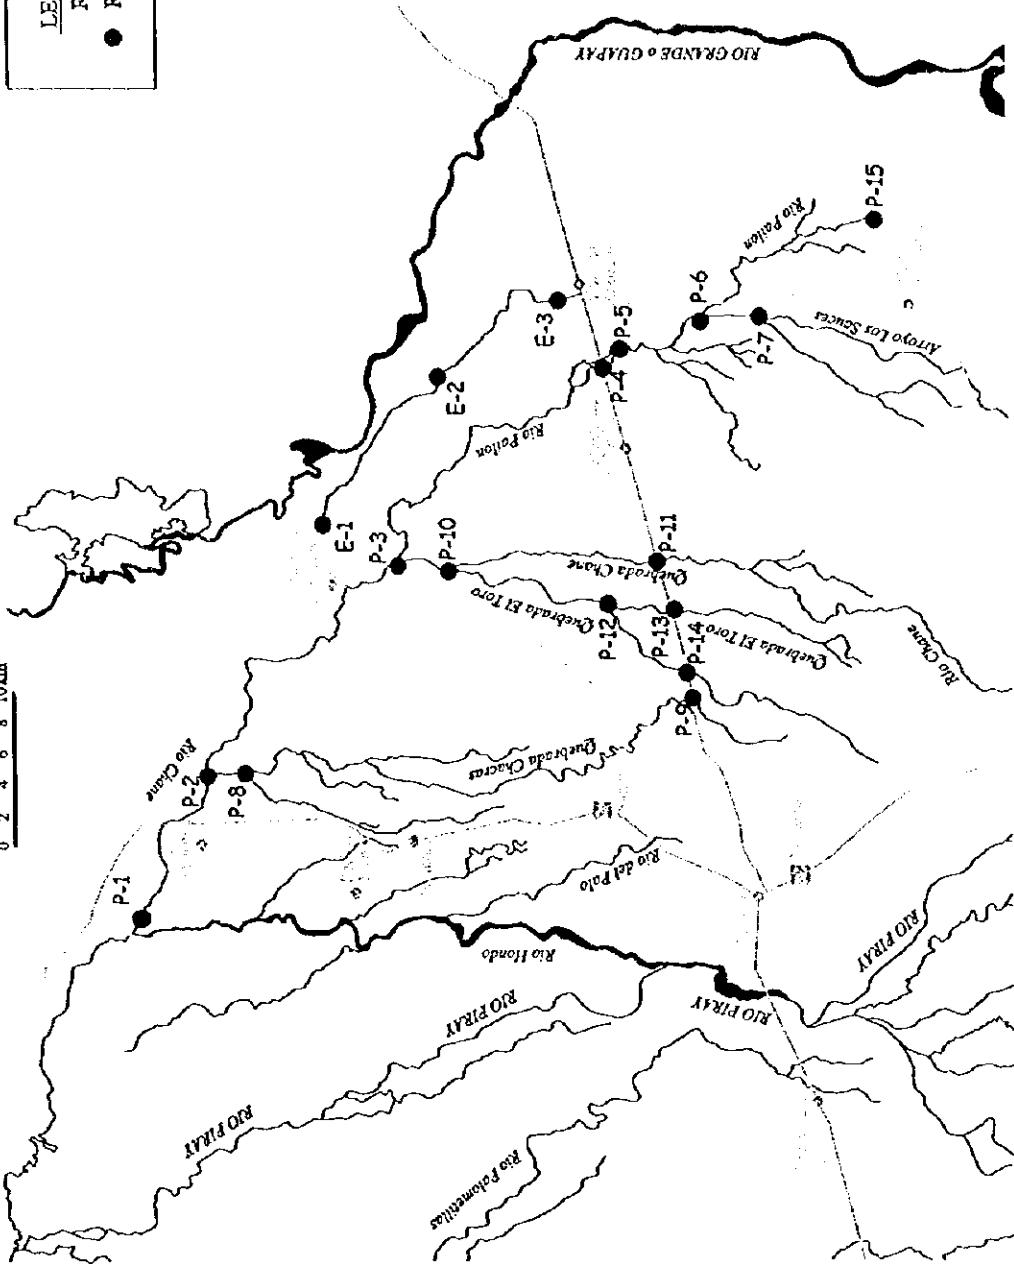 LE
0 2 4 6 8 10km
RIO GRANDE o GUAPAY
P-15
Rio Pailon
P-6
P-7
Arroyo Los Sauces
E-3
P-5
P-4
E-2
Rio Pailon
E-1
P-3
P-10
P-11
Quebrada Chane
Quebrada El Toro
P-12
P-13
P-14
Quebrada El Toro
Rio Chane
P-9
Rio Chane
P-2
P-8
Quebrada Chacras
P-1
Rio del Palo
Rio Hondo
RIO PIRAY
RIO PIRAY
RIO PIRAY
RIO PIRAY
Rio Palometillas